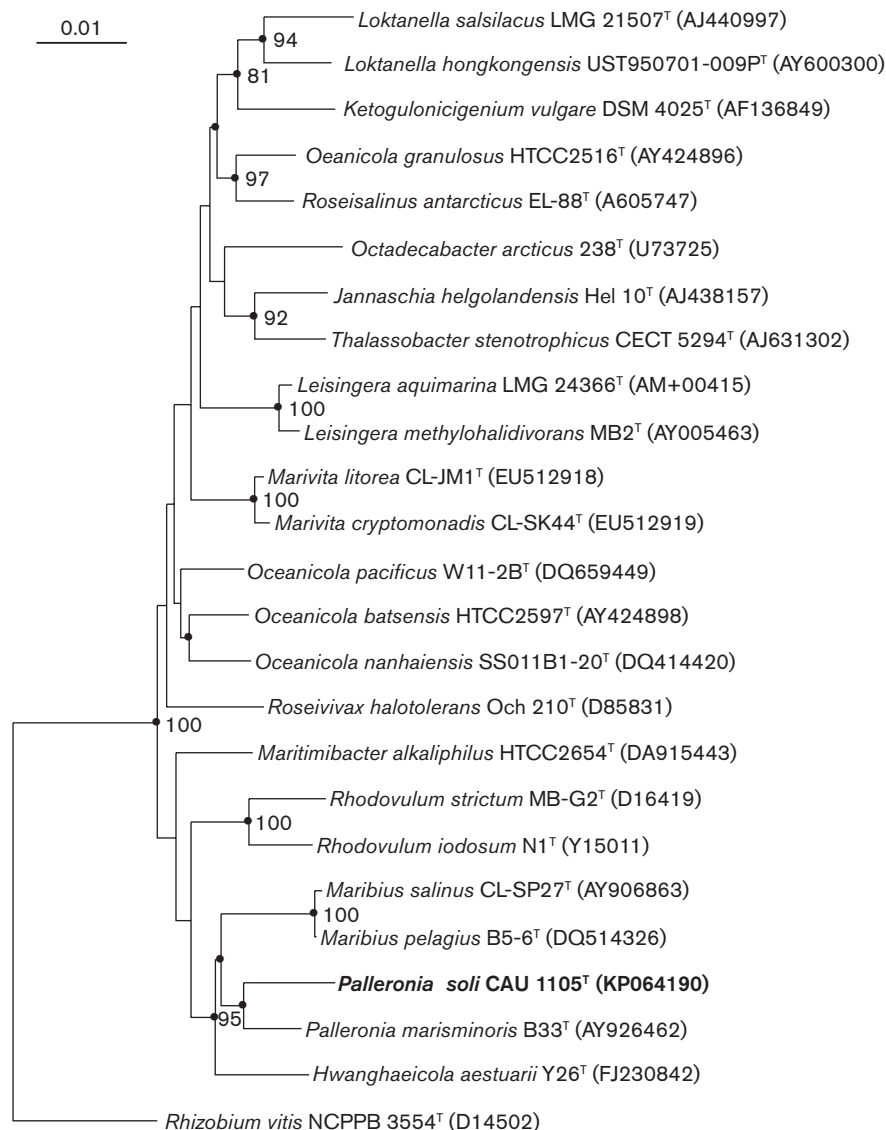 0.01
Loktanella salsilacus LMG 21507ᵀ (AJ440997)
94
Loktanella hongkongensis UST950701-009Pᵀ (AY600300)
81
Ketogulonicigenium vulgare DSM 4025ᵀ (AF136849)
Oeanicola granulosus HTCC2516ᵀ (AY424896)
97
Roseisalinus antarcticus EL-88ᵀ (A605747)
Octadecabacter arcticus 238ᵀ (U73725)
Jannaschia helgolandensis Hel 10ᵀ (AJ438157)
92
Thalassobacter stenotrophicus CECT 5294ᵀ (AJ631302)
Leisingera aquimarina LMG 24366ᵀ (AM+00415)
100
Leisingera methylohalidivorans MB2ᵀ (AY005463)
Marivita litorea CL-JM1ᵀ (EU512918)
100
Marivita cryptomonadis CL-SK44ᵀ (EU512919)
Oceanicola pacificus W11-2Bᵀ (DQ659449)
Oceanicola batsensis HTCC2597ᵀ (AY424898)
Oceanicola nanhaiensis SS011B1-20ᵀ (DQ414420)
Roseivivax halotolerans Och 210ᵀ (D85831)
100
Maritimibacter alkaliphilus HTCC2654ᵀ (DA915443)
Rhodovulum strictum MB-G2ᵀ (D16419)
100
Rhodovulum iodosum N1ᵀ (Y15011)
Maribius salinus CL-SP27ᵀ (AY906863)
100
Maribius pelagius B5-6ᵀ (DQ514326)
Palleronia soli CAU 1105ᵀ (KP064190)
95
Palleronia marisminoris B33ᵀ (AY926462)
Hwanghaeicola aestuarii Y26ᵀ (FJ230842)
Rhizobium vitis NCPPB 3554ᵀ (D14502)